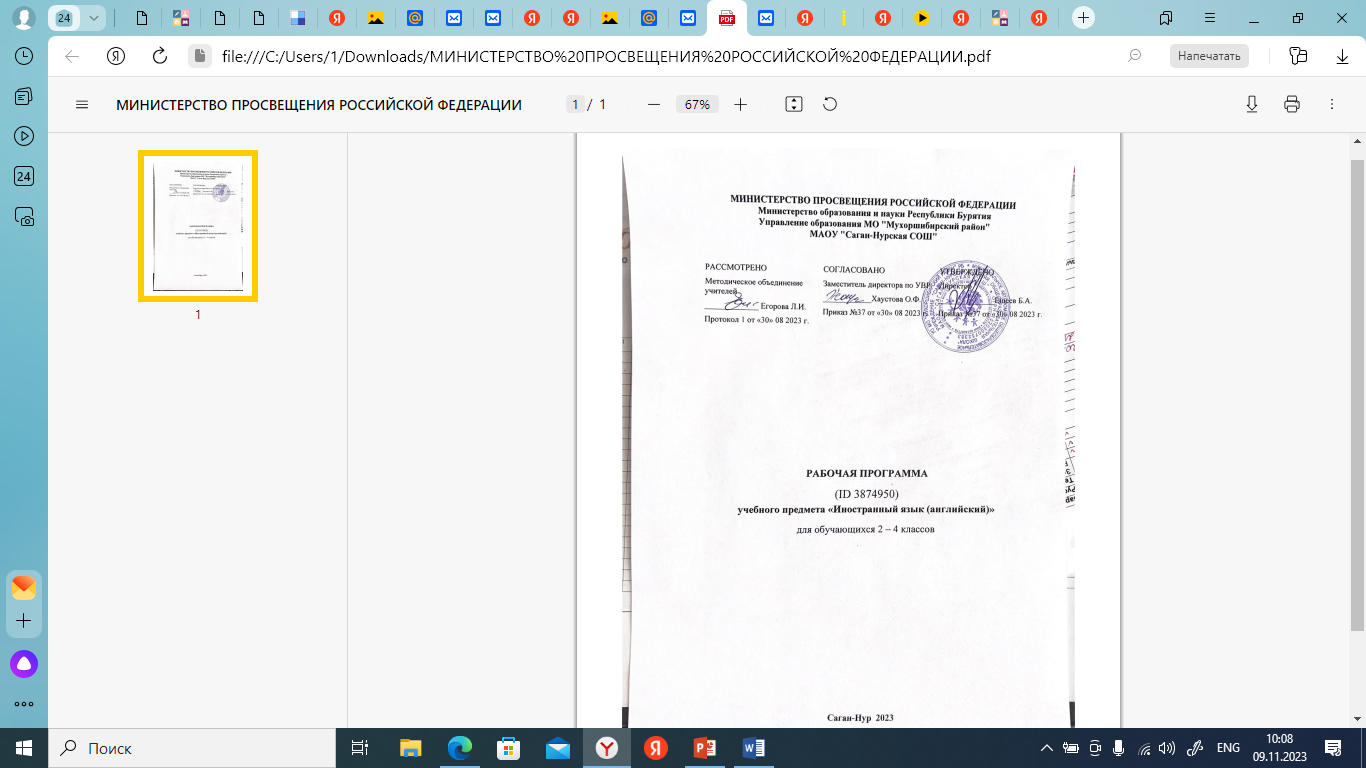 24
file:///C:/Users/1/Downloads/МИНИСТЕРСТВО%20ПРОСВЕЩЕНИЯ%20РОССИЙСКОЙ%20ФЕДЕРАЦИИ.pdf
Напечатать
МИНИСТЕРСТВО ПРОСВЕЩЕНИЯ РОССИЙСКОЙ ФЕДЕРАЦИИ
1 / 1
67%
24
1
МИНИСТЕРСТВО ПРОСВЕЩЕНИЯ РОССИЙСКОЙ ФЕДЕРАЦИИ
Министерство образования и науки Республики Бурятия
Управление образования МО "Мухоршибирский район"
МАОУ "Саган-Нурская СОШ"
РАССМОТРЕНО
Методическое объединение
учителей
Егорова Л.И.
Протокол 1 от «30» 08 2023 г.
СОГЛАСОВАНО
Заместитель директора по УВР
Хаустова О.Ф.
Приказ №37 от «30» 08 2023 г.
УТВЕРЖДЕНО
Директор
Б.А.
Приказ №37 от «30» 08 2023 г.
РАБОЧАЯ ПРОГРАММА
(ID 3874950)
учебного предмета «Иностранный язык (английский)»
для обучающихся 2 – 4 классов
Саган-Нур 2023
Поиск
ENG
10:08
09.11.2023